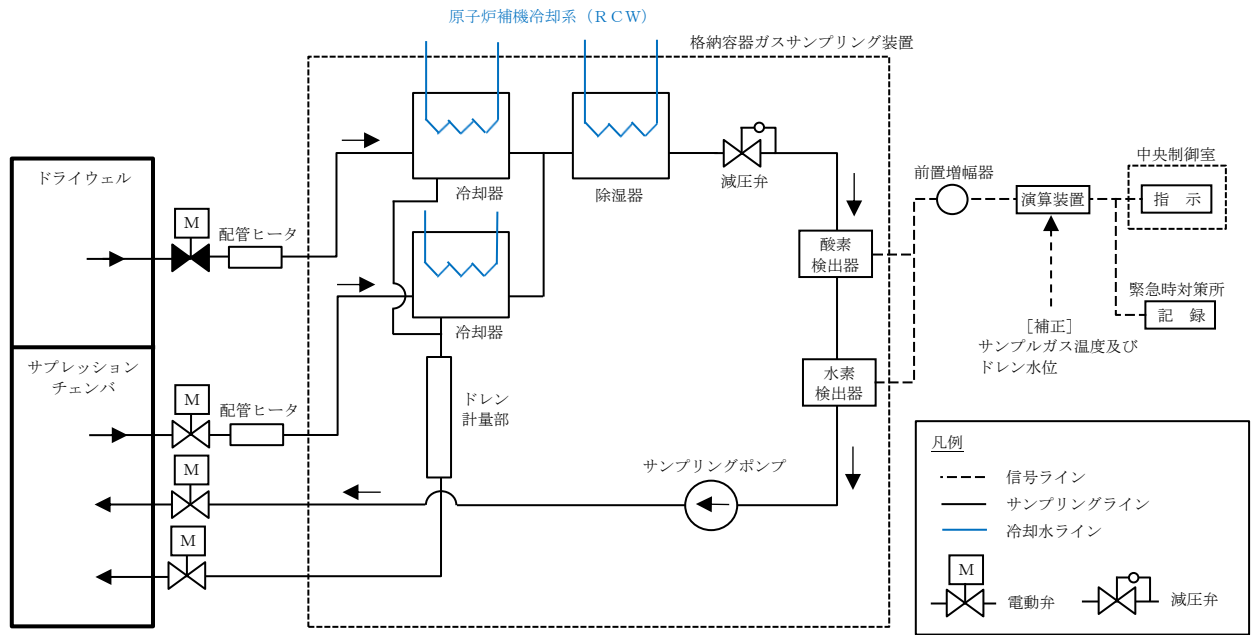 原子炉補機冷却系（ＲＣＷ）
格納容器ガスサンプリング装置
ドライウェル
M
配管ヒータ
冷却器
除湿器
減圧弁
酸素
検出器
前置増幅器
演算装置
中央制御室
指　示
緊急時対策所
記　録
［補正］
サンプルガス温度及び
ドレン水位
冷却器
サプレッション
チェンバ
M
配管ヒータ
ドレン
計量部
水素
検出器
M
サンプリングポンプ
M
凡例
信号ライン
サンプリングライン
冷却水ライン
M
電動弁
減圧弁